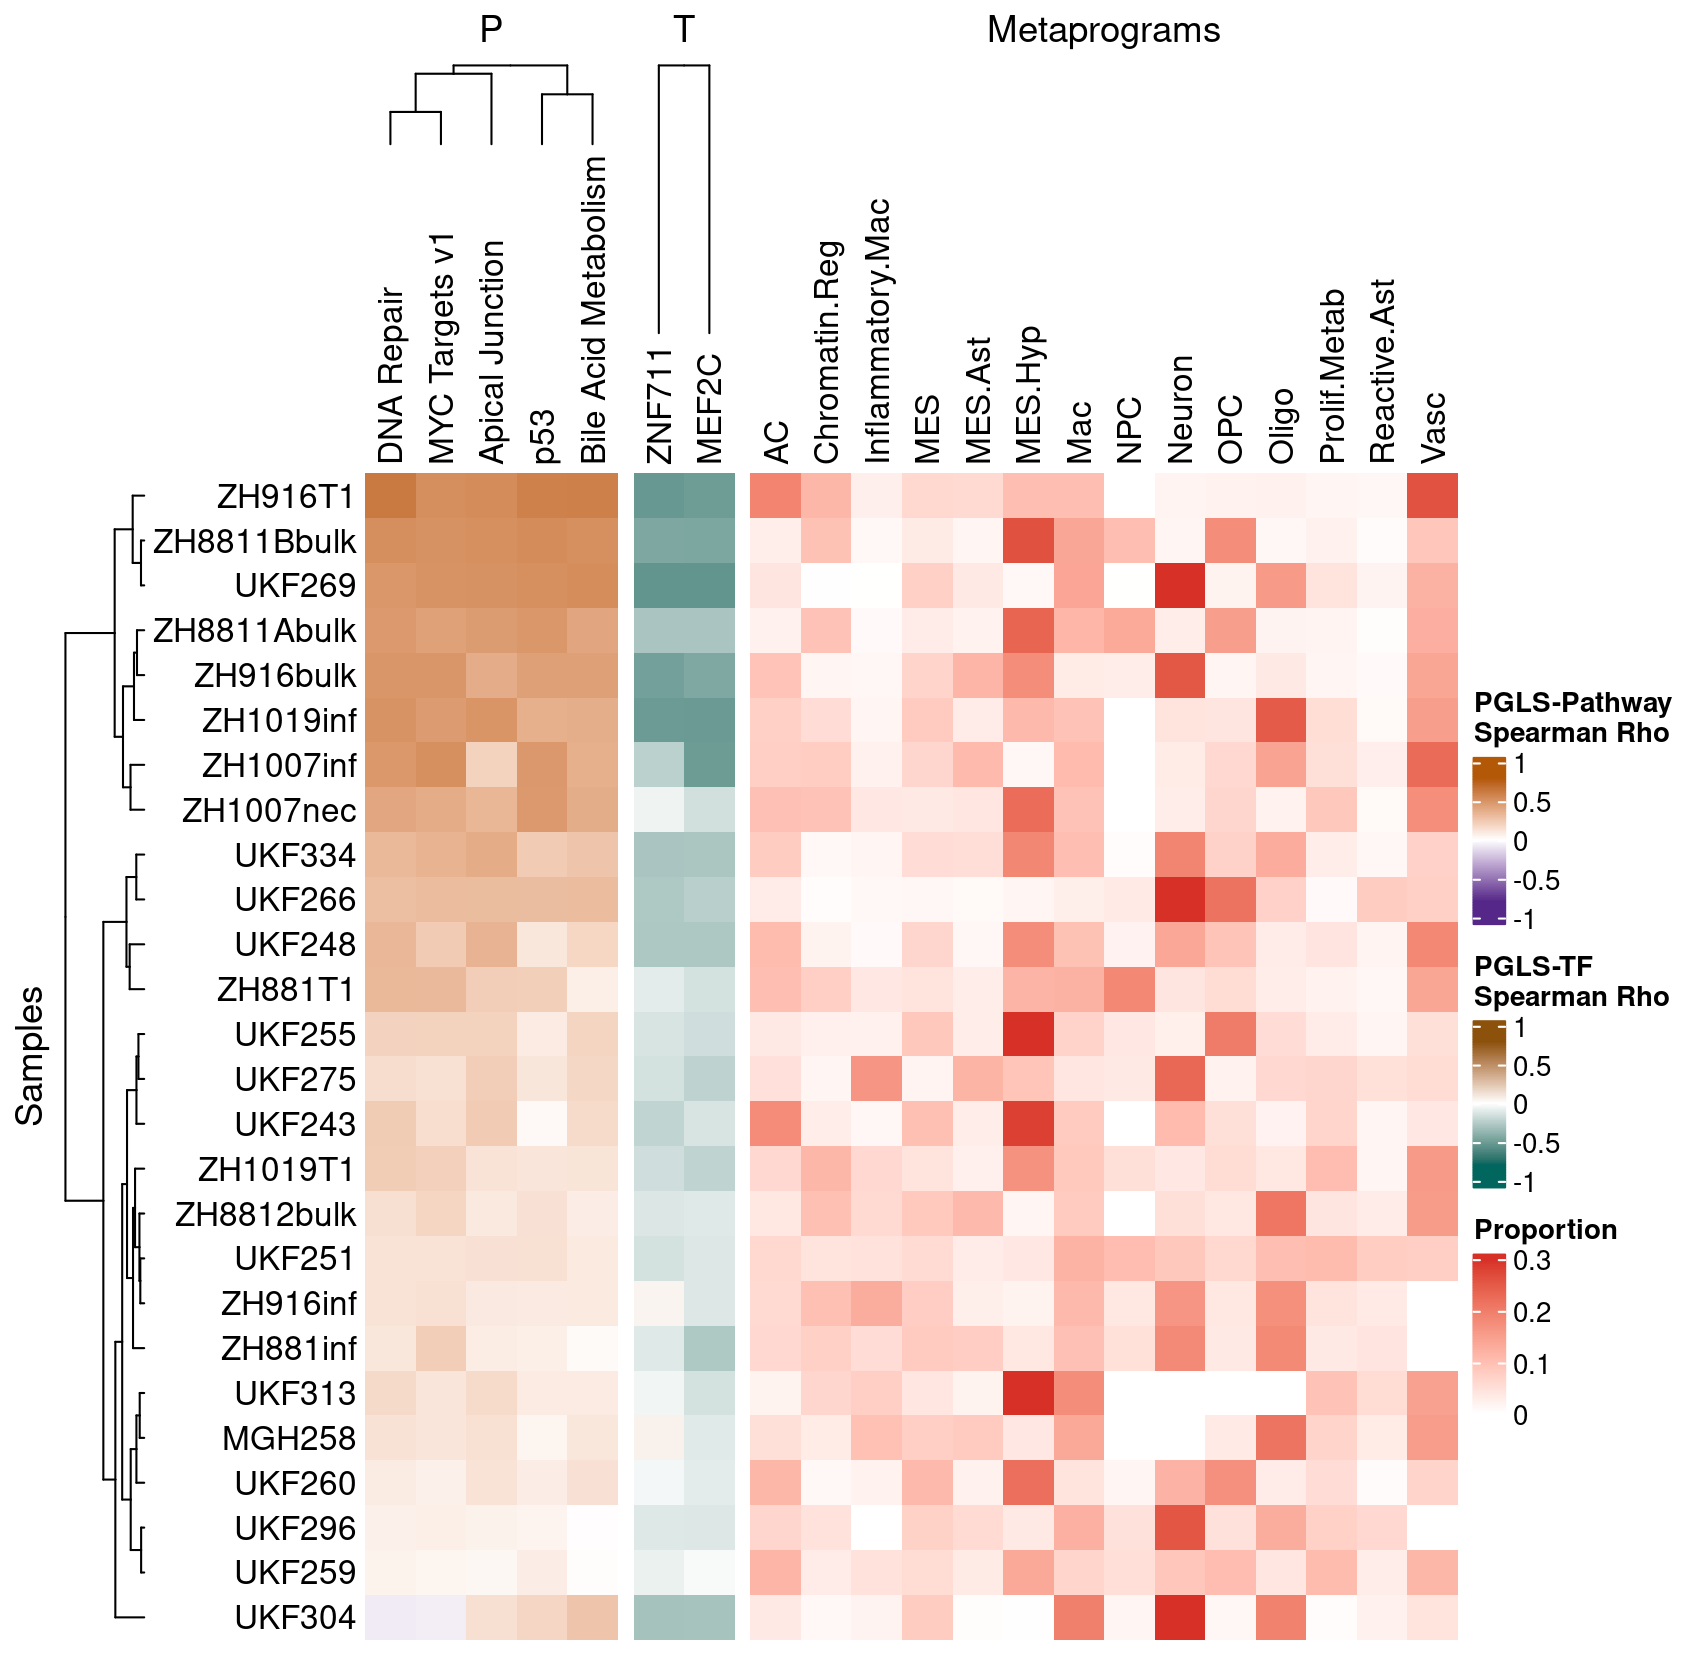 P
T
Metaprograms
DNA Repair
MYC Targets v1
Apical Junction
p53
Bile Acid Metabolism
ZNF711
MEF2C
AC
Chromatin.Reg
Inflammatory.Mac
MES
MES.Ast
MES.Hyp
Mac
NPC
Neuron
OPC
Oligo
Prolif.Metab
Reactive.Ast
Vasc
Samples
ZH916T1
ZH8811Bbulk
UKF269
ZH8811Abulk
ZH916bulk
ZH1019inf
ZH1007inf
ZH1007nec
UKF334
UKF266
UKF248
ZH881T1
UKF255
UKF275
UKF243
ZH1019T1
ZH8812bulk
UKF251
ZH916inf
ZH881inf
UKF313
MGH258
UKF260
UKF296
UKF259
UKF304
PGLS-Pathway
Spearman Rho
1
0.5
0
-0.5
-1
PGLS-TF
Spearman Rho
1
0.5
0
-0.5
-1
Proportion
0.3
0.2
0.1
0